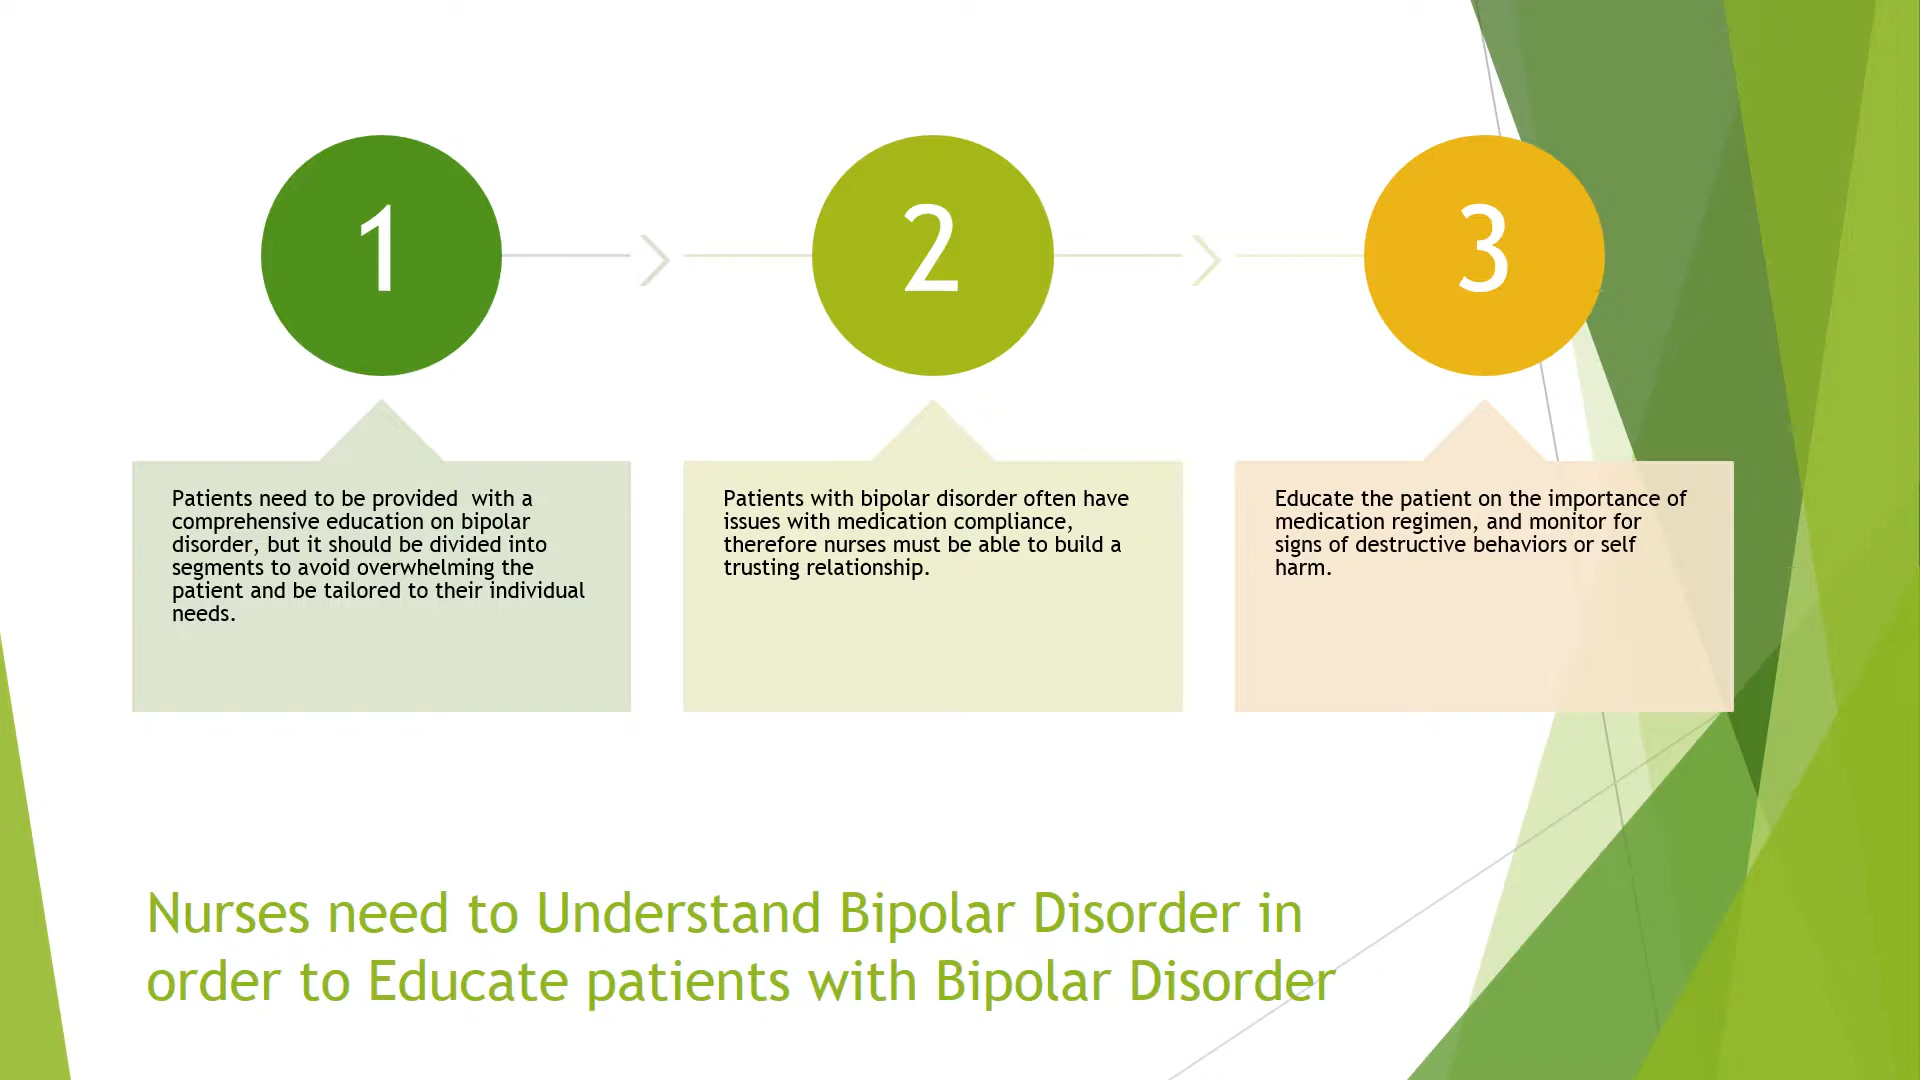 1
2
3
Patients need to be provided  with a
comprehensive education on bipolar
disorder, but it should be divided into
segments to avoid overwhelming the
patient and be tailored to their individual
needs.
Patients with bipolar disorder often have
issues with medication compliance,
therefore nurses must be able to build a
trusting relationship.
Educate the patient on the importance of
medication regimen, and monitor for
signs of destructive behaviors or self
harm.
Nurses need to Understand Bipolar Disorder in
order to Educate patients with Bipolar Disorder